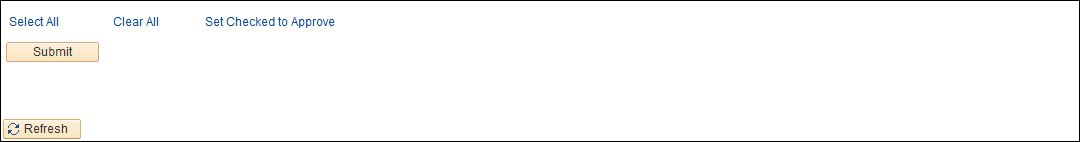 Select All Clear All Set Checked to Approve
Submit
Refresh